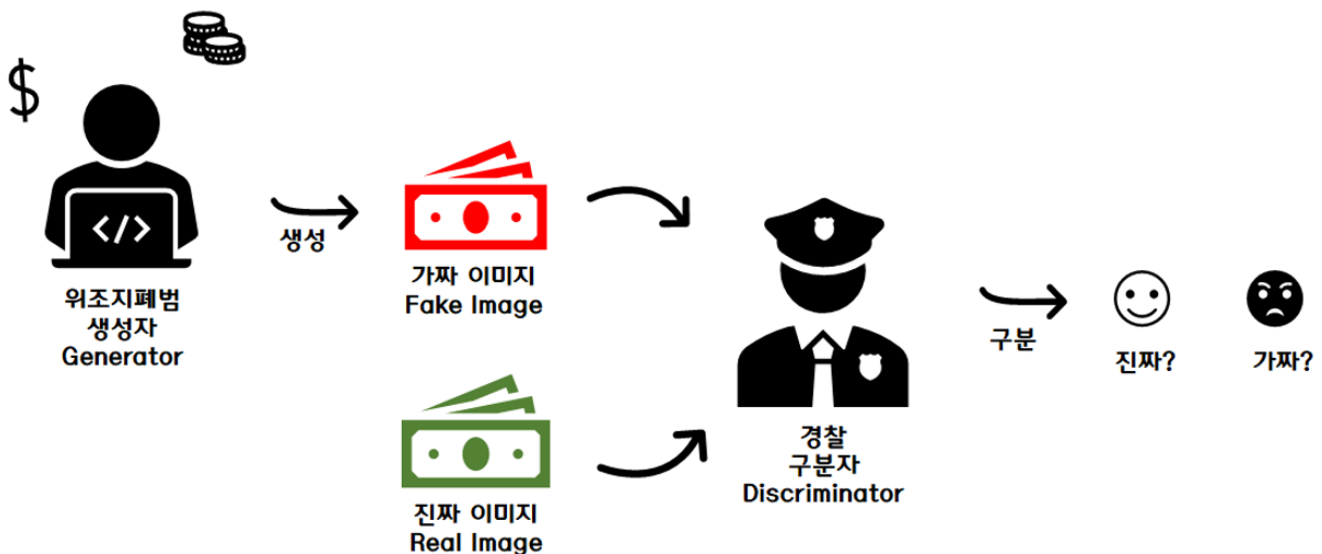 $
</>
생성
위조지폐범
생성자
Generator
가짜 이미지
Fake Image
진짜 이미지
Real Image
경찰
구분자
Discriminator
구분
진짜?
가짜?